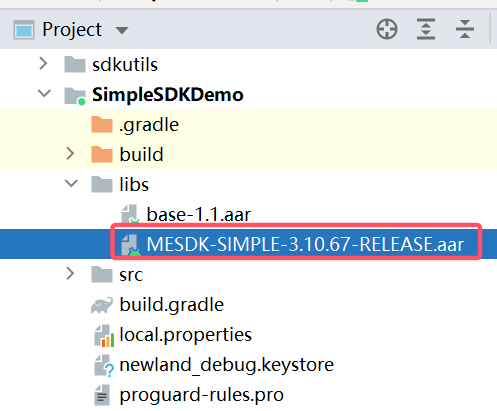 Project
sdkutils
SimpleSDKDemo
.gradle
build
libs
base-1.1.aar
MESDK-SIMPLE-3.10.67-RELEASE.aar
src
build.gradle
local.properties
newland_debug.keystore
proguard-rules.pro